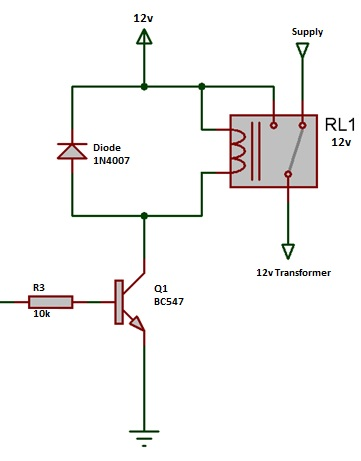 12v
Supply
Diode
1N4007
RL1
12v
12v Transformer
R3
10k
Q1
BC547